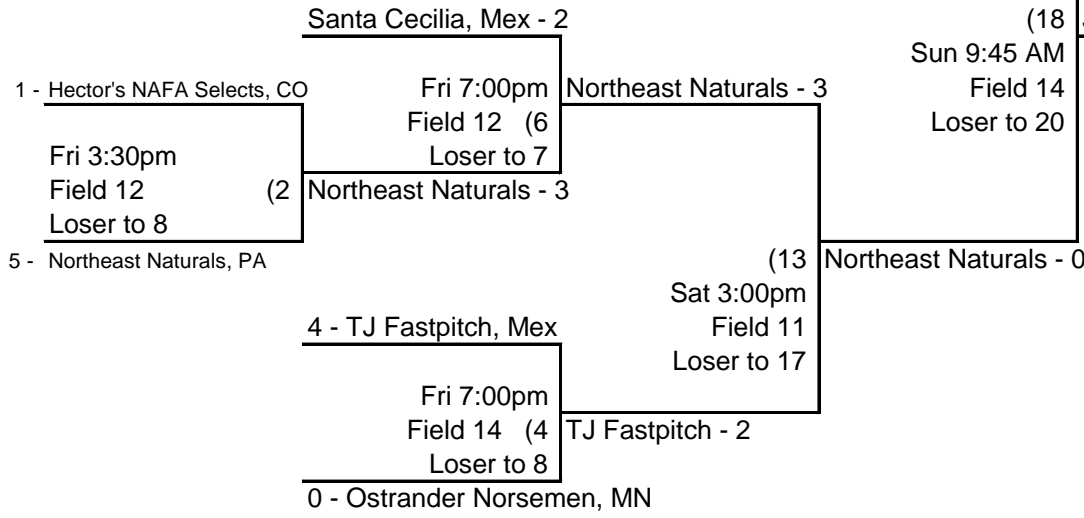 Santa Cecilia, Mex - 2
(18
Sun 9:45 AM
1 - Hector's NAFA Selects, CO
Fri 7:00pm
Northeast Naturals - 3
Field 14
Field 12 (6
Loser to 20
Fri 3:30pm
Loser to 7
Field 12 (2
Northeast Naturals - 3
Loser to 8
5 - Northeast Naturals, PA
(13
Northeast Naturals - 0
Sat 3:00pm
4 - TJ Fastpitch, Mex
Field 11
Loser to 17
Fri 7:00pm
Field 14 (4
TJ Fastpitch - 2
Loser to 8
0 - Ostrander Norsemen, MN